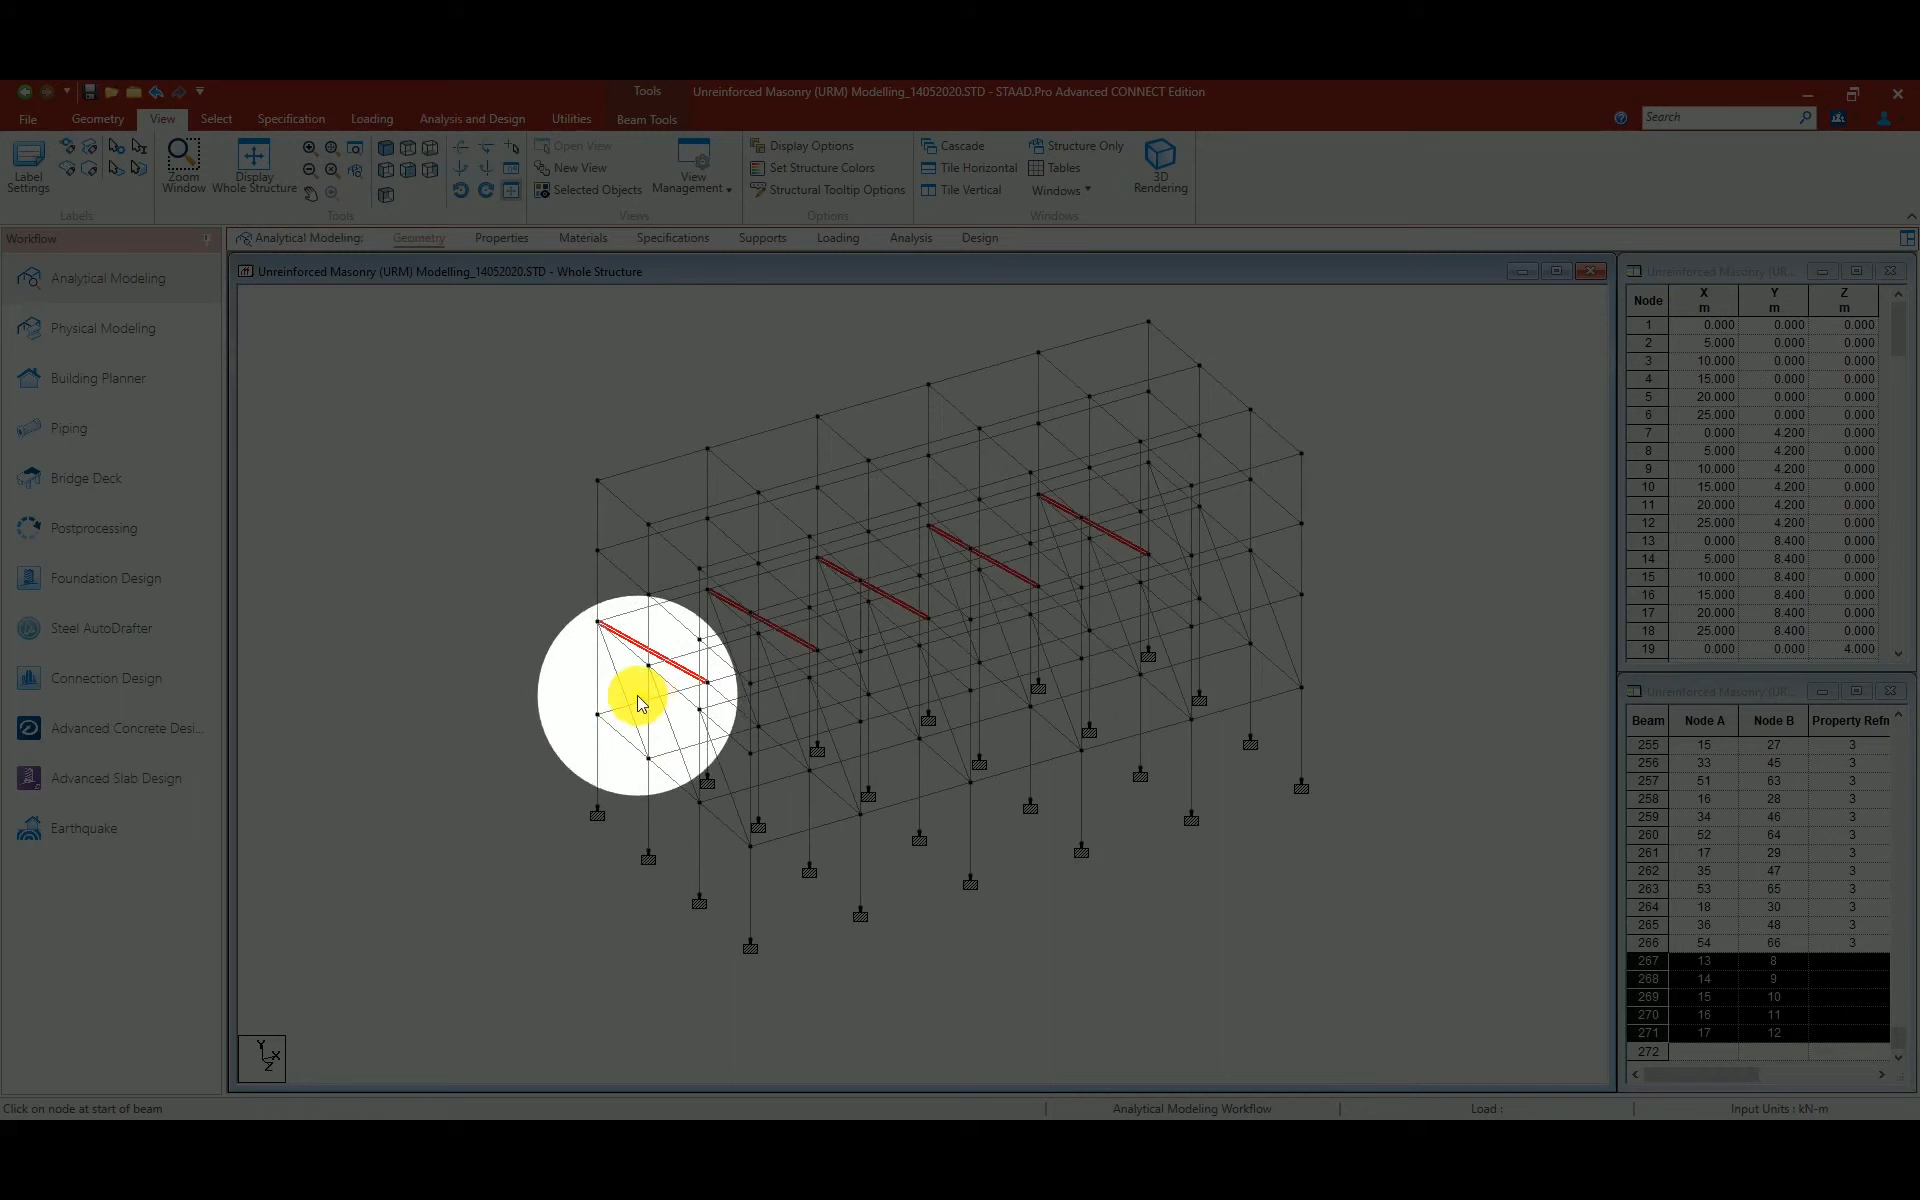 Tools
Unreinforced Masonry (URM) Modelling_14052020.STD - STAAD.Pro Advanced CONNECT Edition
File
Geometry
View
Select
Specification
Loading
Analysis and Design
Utilities
Beam Tools
Search
Label Settings
Labels
Zoom Window
Display Whole Structure
Tools
Open View
New View
Selected Objects
View Management
Views
Display Options
Set Structure Colors
Structural Tooltip Options
Options
Cascade
Tile Horizontal
Tile Vertical
Structure Only
Tables
Windows
Windows
3D Rendering
Workflow
Analytical Modeling
Physical Modeling
Building Planner
Piping
Bridge Deck
Postprocessing
Foundation Design
Steel AutoDrafter
Connection Design
Advanced Concrete Desi...
Advanced Slab Design
Earthquake
Analytical Modeling:
Geometry
Properties
Materials
Specifications
Supports
Loading
Analysis
Design
Unreinforced Masonry (URM) Modelling_14052020.STD - Whole Structure
Y
X
Z
Unreinforced Masonry (UR...
Node X m Y m Z m
1 0.000 0.000 0.000
2 5.000 0.000 0.000
3 10.000 0.000 0.000
4 15.000 0.000 0.000
5 20.000 0.000 0.000
6 25.000 0.000 0.000
7 0.000 4.200 0.000
8 5.000 4.200 0.000
9 10.000 4.200 0.000
10 15.000 4.200 0.000
11 20.000 4.200 0.000
12 25.000 4.200 0.000
13 0.000 8.400 0.000
14 5.000 8.400 0.000
15 10.000 8.400 0.000
16 15.000 8.400 0.000
17 20.000 8.400 0.000
18 25.000 8.400 0.000
19 0.000 0.000 4.000
Unreinforced Masonry (UR...
Beam Node A Node B Property Refn
255 15 27 3
256 33 45 3
257 51 63 3
258 16 28 3
259 34 46 3
260 52 64 3
261 17 29 3
262 35 47 3
263 53 65 3
264 18 30 3
265 36 48 3
266 54 66 3
267 13 8
268 14 9
269 15 10
270 16 11
271 17 12
272
Click on node at start of beam
Analytical Modeling Workflow
Load :
Input Units : kN-m